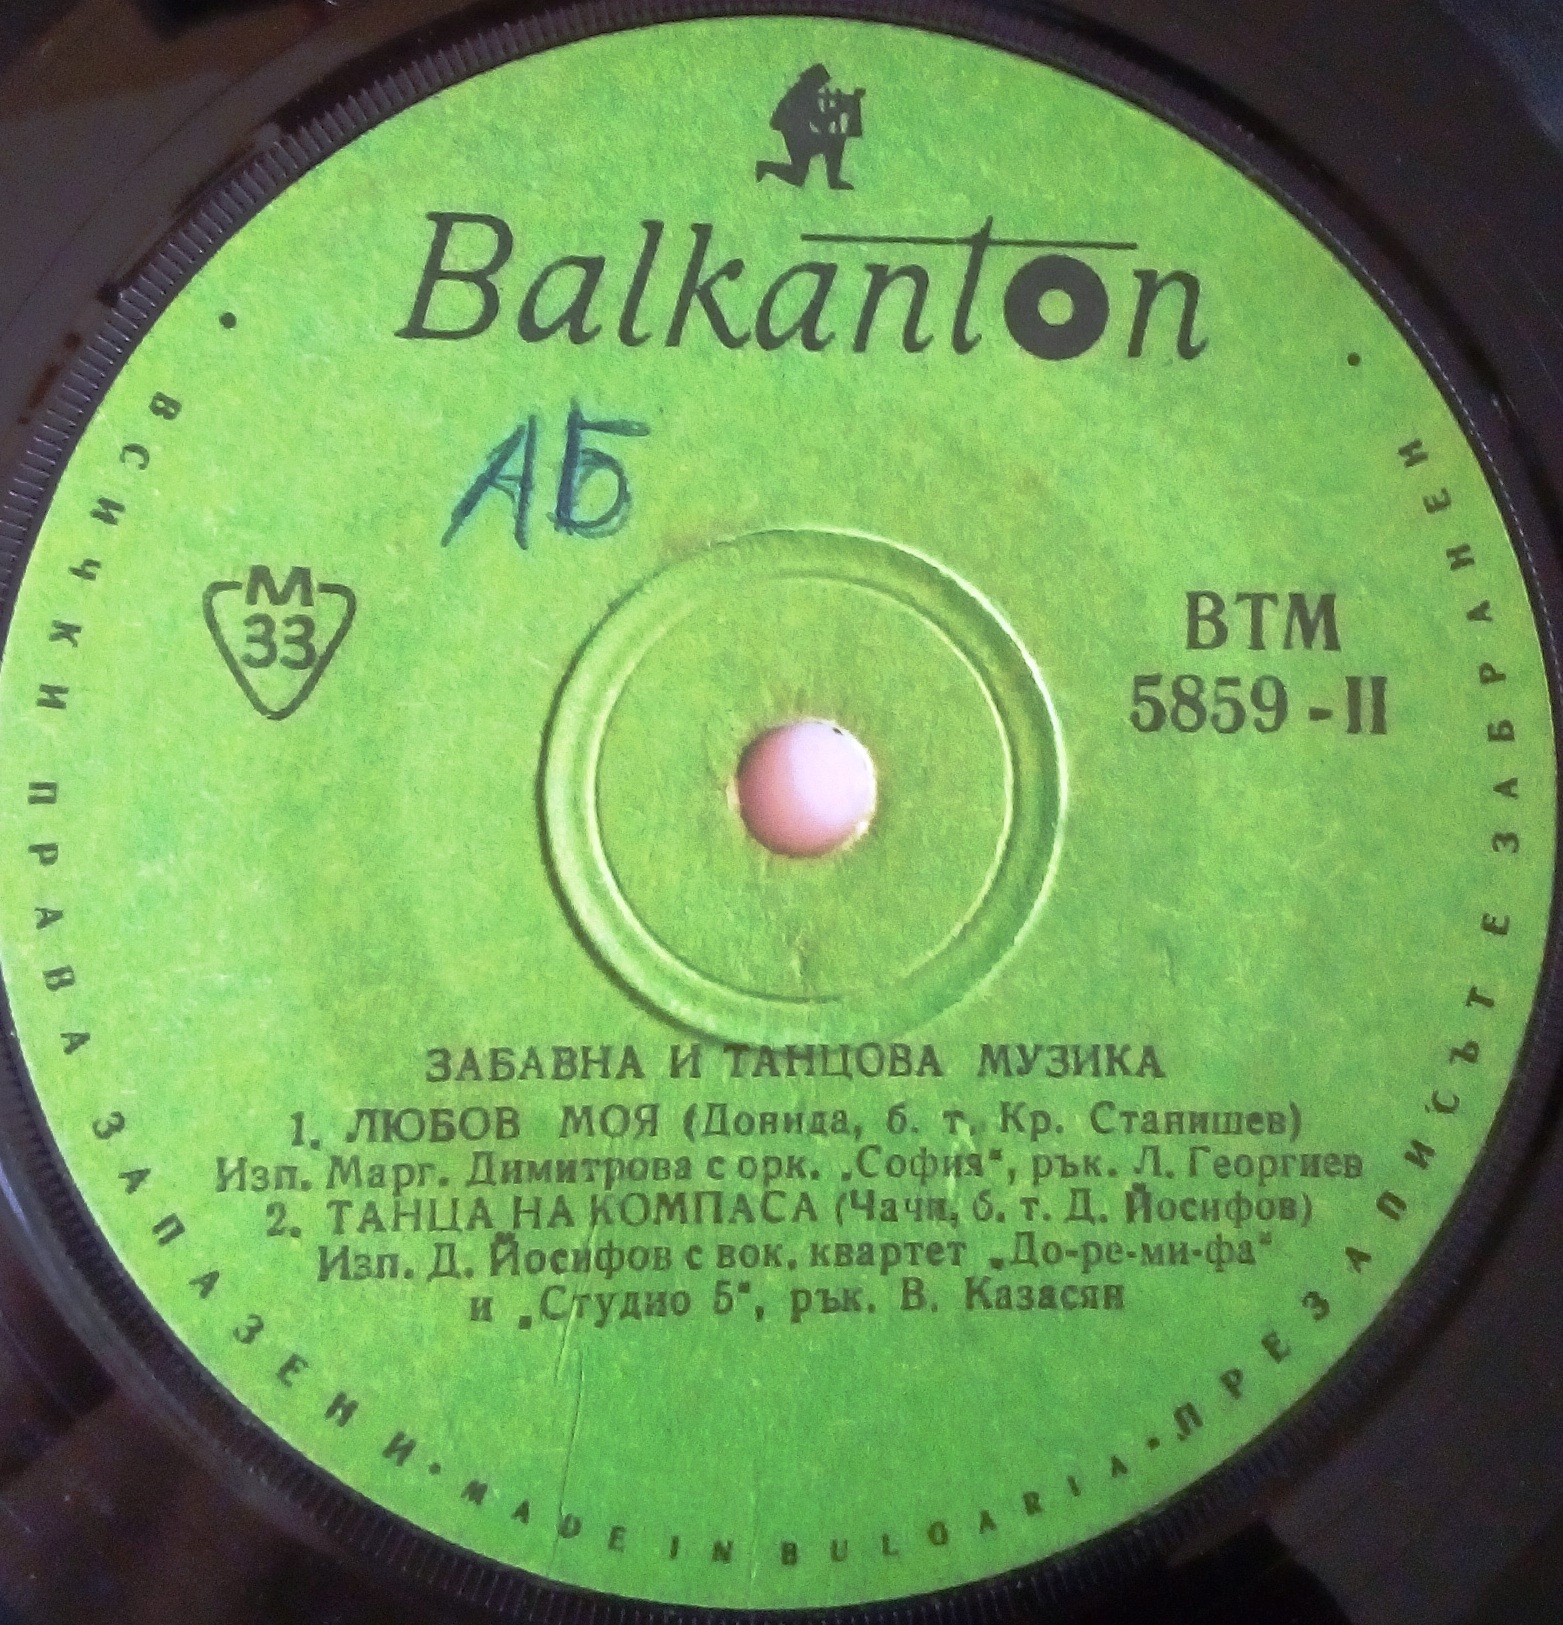 Balkanton
АБ
М
33
ВТМ
5859 - II
ЗАБАВНА И ТАНЦОВА МУЗИКА
1. ЛЮБОВ МОЯ (Донида, б. т. Кр. Станишев)
Изп. Марг. Димитрова с орк. „София“, рък. Л. Георгиев
2. ТАНЦА НА КОМПАСА (Чачи, б. т. Д. Йосифов)
Изп. Д. Йосифов с вок. квартет „До-ре-ми-фа“
и „Студио 5“, рък. В. Казасян
• ВСИЧКИ ПРАВА ЗАПАЗЕНИ • MADE IN BULGARIA • ПРЕЗАПИСЪТ Е ЗАБРАНЕН •